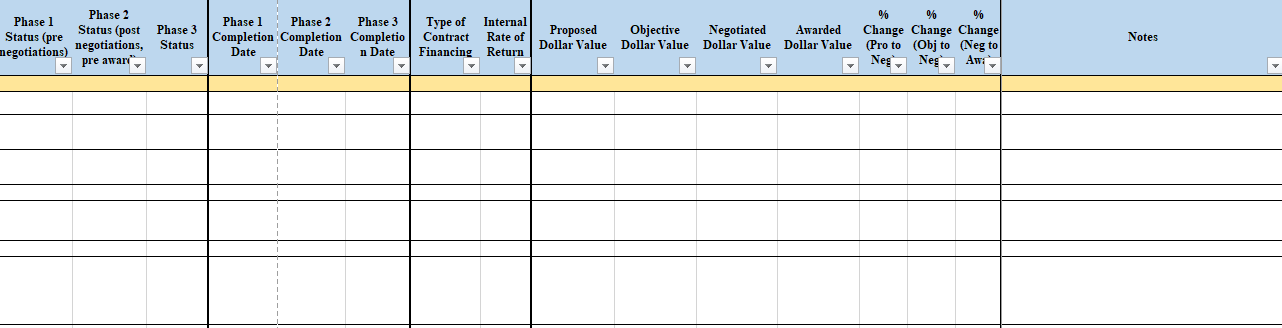 Phase 1
Status (pre
negotiations)
Phase 2
Status (post
negotiations,
pre award)
Phase 3
Status
Phase 1
Completion
Date
Phase 2
Completion
Date
Phase 3
Completio
n Date
Type of
Contract
Financing
Internal
Rate of
Return
Proposed
Dollar Value
Objective
Dollar Value
Negotiated
Dollar Value
Awarded
Dollar Value
%
Change
(Pro to
Neg)
%
Change
(Obj to
Neg)
%
Change
(Neg to
Awa)
Notes